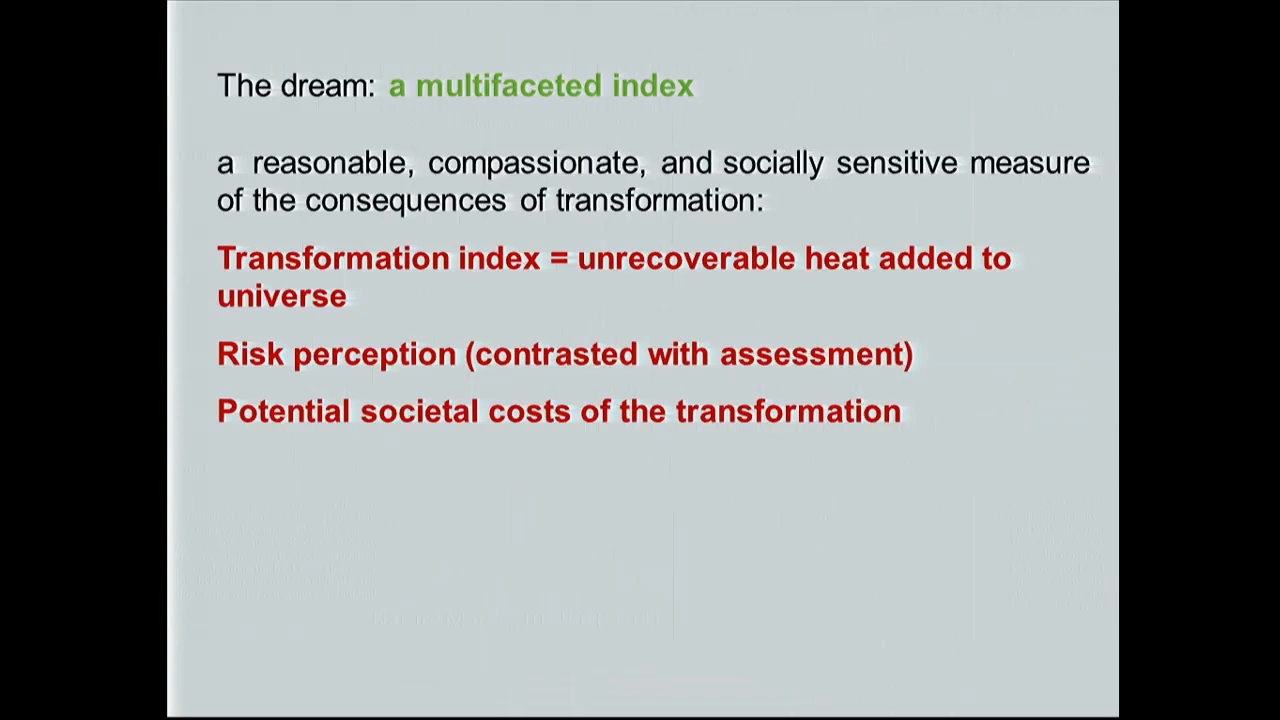 The dream: a multifaceted index
a reasonable, compassionate, and socially sensitive measure
of the consequences of transformation:
Transformation index = unrecoverable heat added to
universe
Risk perception (contrasted with assessment)
Potential societal costs of the transformation